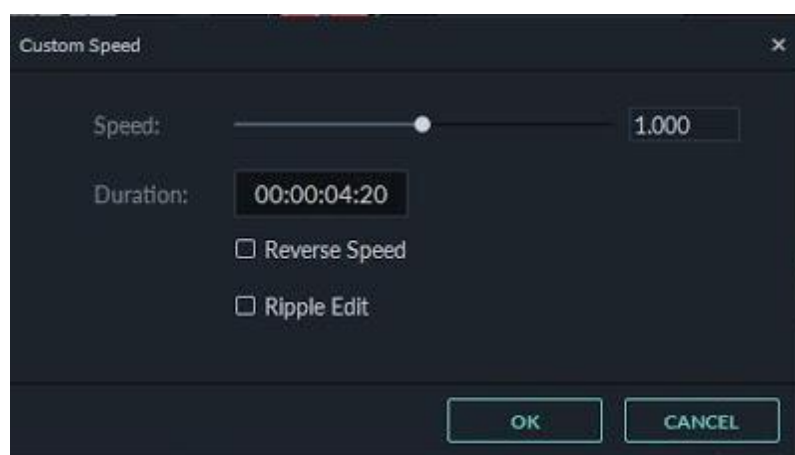 Custom Speed
Speed: 1.000
Duration: 00:00:04:20
Reverse Speed
Ripple Edit
OK CANCEL